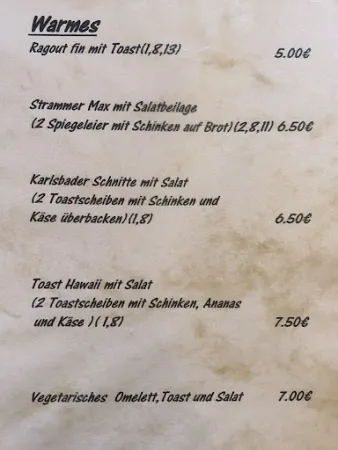 Warmes
Ragout fin mit Toast(1,8,13) 5.00€
Strammer Max mit Salatbeilage
(2 Spiegeleier mit Schinken auf Brot)(2,8,11) 6.50€
Karlsbader Schnitte mit Salat
(2 Toastscheiben mit Schinken und
Käse überbacken)(1,8) 6.50€
Toast Hawaii mit Salat
(2 Toastscheiben mit Schinken, Ananas
und Käse )( 1,8) 7.50€
Vegetarisches Omelett,Toast und Salat 7.00€